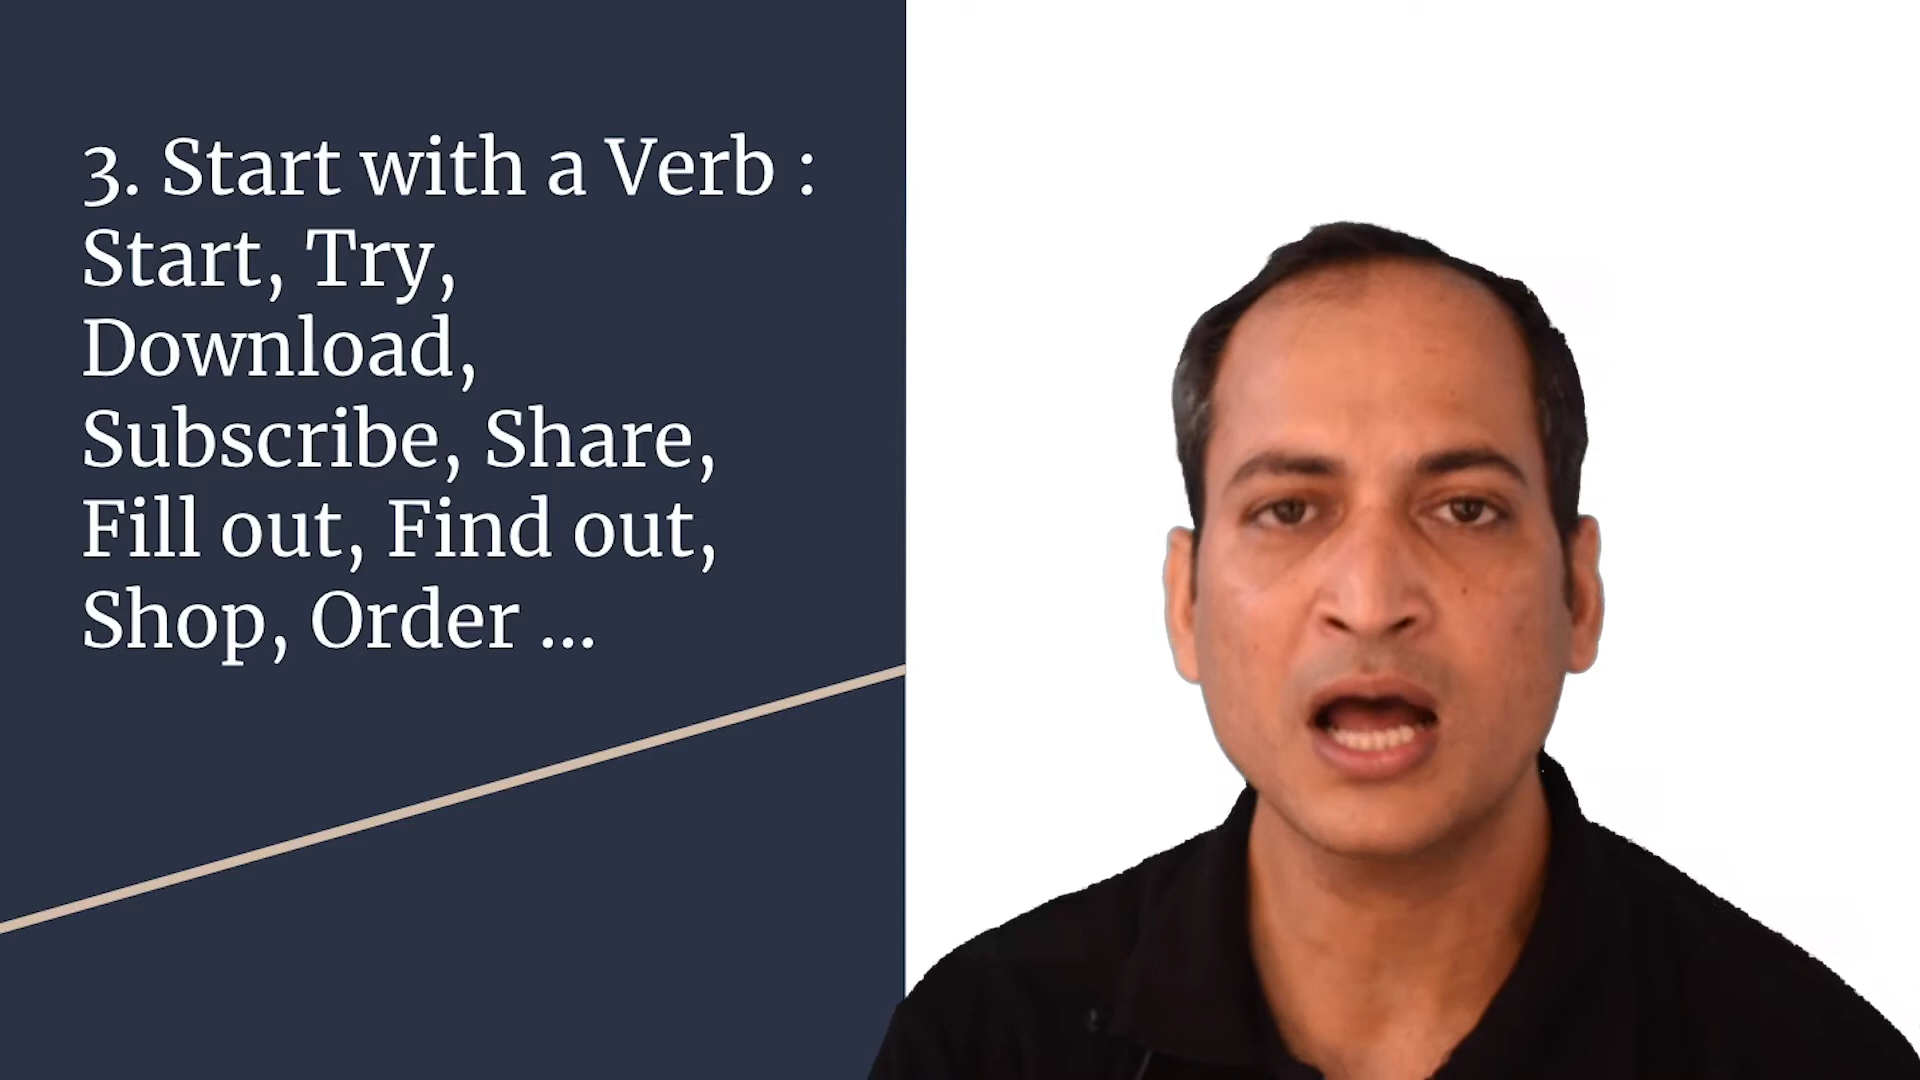 3. Start with a Verb :
Start, Try,
Download,
Subscribe, Share,
Fill out, Find out,
Shop, Order ...